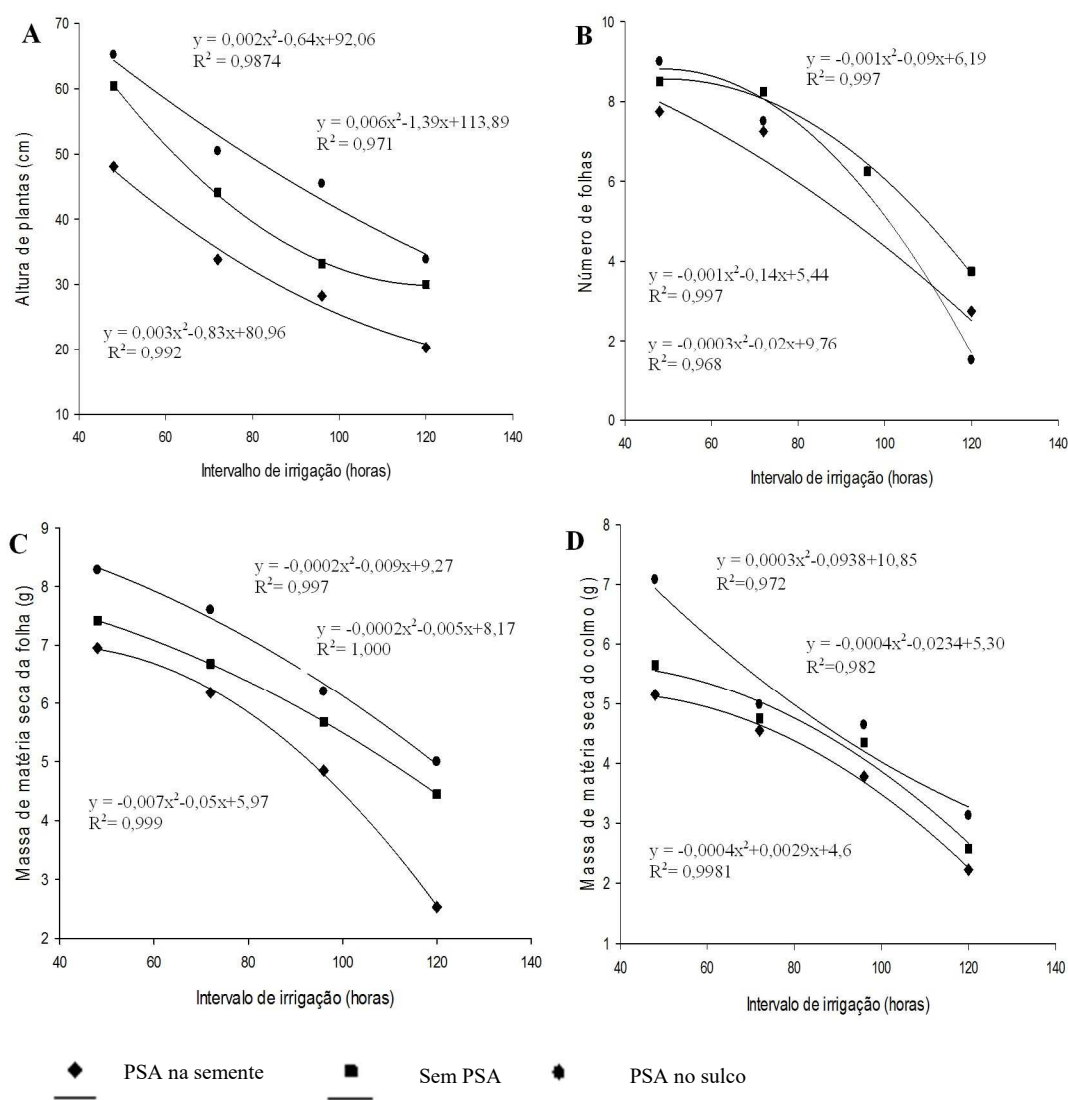 A
70
60
50
40
30
20
10
Altura de plantas (cm)
y = 0,002x²-0,64x+92,06
R² = 0,9874
y = 0,006x²-1,39x+113,89
R² = 0,971
y = 0,003x²-0,83x+80,96
R²= 0,992
40 60 80 100 120 140
Intervalho de irrigação (horas)
B
10
8
6
4
2
0
Número de folhas
y = -0,001x²-0,09x+6,19
R²= 0,997
y = -0,001x²-0,14x+5,44
R²= 0,997
y = -0,0003x²-0,02x+9,76
R²= 0,968
40 60 80 100 120 140
Intervalo de irrigação (horas)
C
9
8
7
6
5
4
3
2
Massa de matéria seca da folha (g)
y = -0,0002x²-0,009x+9,27
R²= 0,997
y = -0,0002x²-0,005x+8,17
R²= 1,000
y = -0,007x²-0,05x+5,97
R²= 0,999
40 60 80 100 120 140
Intervalo de irrigação (horas)
D
8
7
6
5
4
3
2
1
Massa de matéria seca do colmo (g)
y = 0,0003x²-0,0938+10,85
R²=0,972
y = -0,0004x²-0,0234+5,30
R²=0,982
y = -0,0004x²+0,0029x+4,6
R²= 0,9981
40 60 80 100 120 140
Intervalo de irrigação (horas)
PSA na semente Sem PSA PSA no sulco